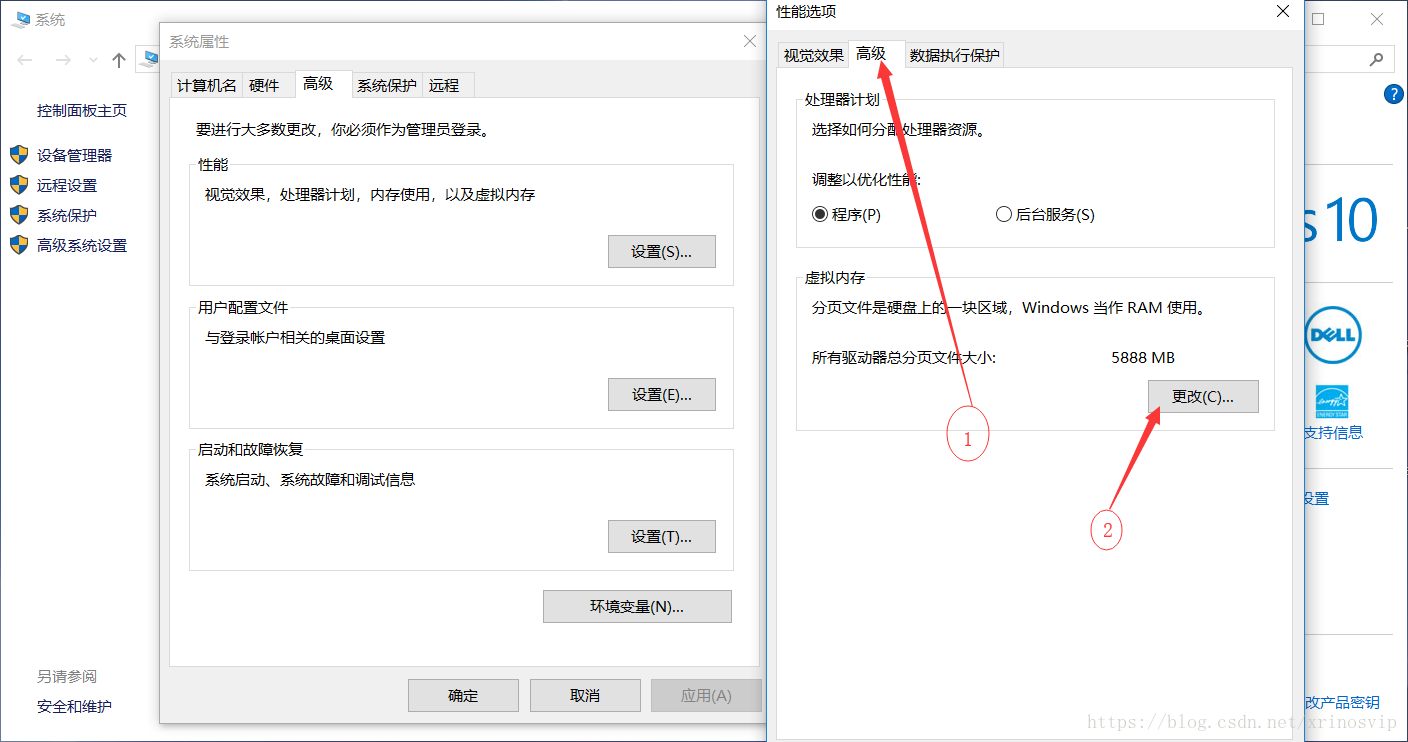 系统
控制面板主页
设备管理器
远程设置
系统保护
高级系统设置
另请参阅
安全和维护
系统属性
计算机名 硬件 高级 系统保护 远程
要进行大多数更改，你必须作为管理员登录。
性能
视觉效果，处理器计划，内存使用，以及虚拟内存
设置(S)...
用户配置文件
与登录帐户相关的桌面设置
设置(E)...
启动和故障恢复
系统启动、系统故障和调试信息
设置(T)...
环境变量(N)...
确定 取消 应用(A)
性能选项
视觉效果 高级 数据执行保护
处理器计划
选择如何分配处理器资源。
调整以优化性能:
程序(P) 后台服务(S)
虚拟内存
分页文件是硬盘上的一块区域，Windows 当作 RAM 使用。
所有驱动器总分页文件大小: 5888 MB
更改(C)...
1
2
?
s 10
DELL
energy
ENERGY STAR
支持信息
设置
改产品密钥
https://blog.csdn.net/xrinosvip